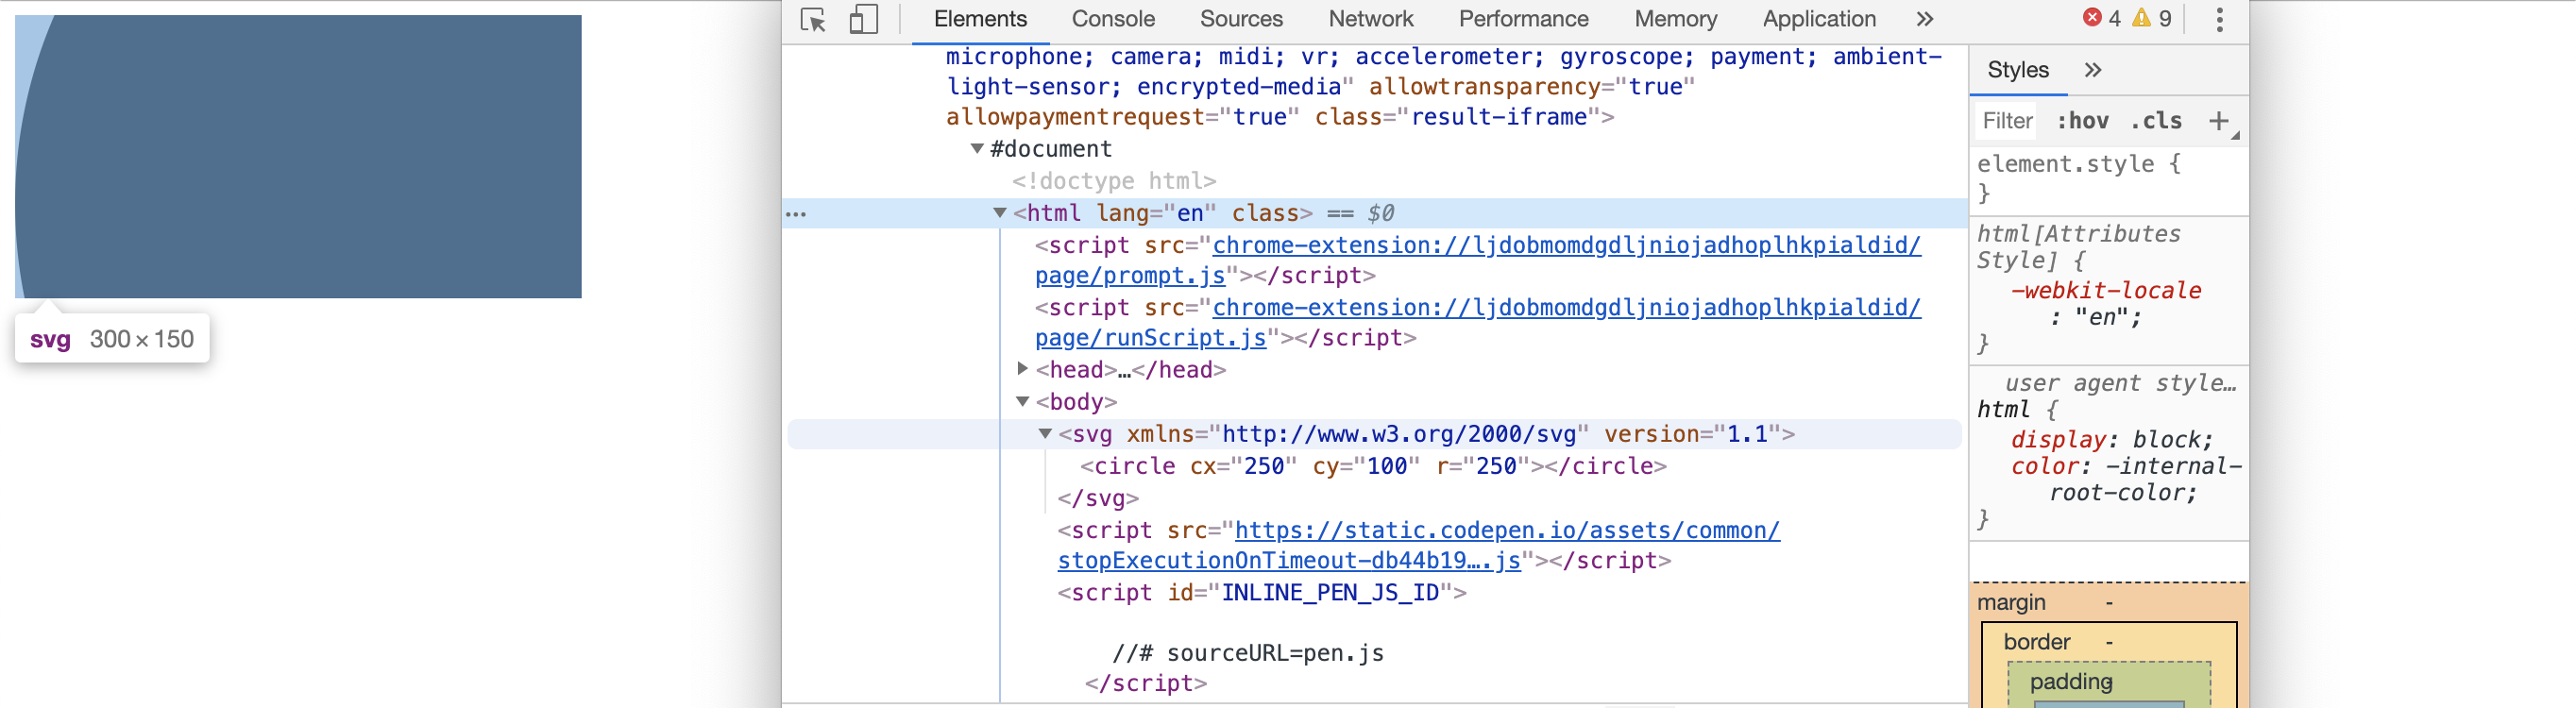 svg 300 × 150
Elements Console Sources Network Performance Memory Application » 4 9
microphone; camera; midi; vr; accelerometer; gyroscope; payment; ambient-
light-sensor; encrypted-media" allowtransparency="true"
allowpaymentrequest="true" class="result-iframe">
#document
<!doctype html>
<html lang="en" class> == $0
<script src="chrome-extension://ljdobmomdgdljniojadhoplhkpialdid/
page/prompt.js"></script>
<script src="chrome-extension://ljdobmomdgdljniojadhoplhkpialdid/
page/runScript.js"></script>
<head>…</head>
<body>
<svg xmlns="http://www.w3.org/2000/svg" version="1.1">
<circle cx="250" cy="100" r="250"></circle>
</svg>
<script src="https://static.codepen.io/assets/common/
stopExecutionOnTimeout-db44b19….js"></script>
<script id="INLINE_PEN_JS_ID">
//# sourceURL=pen.js
</script>
Styles »
Filter :hov .cls +
element.style {
}
html[Attributes
Style] {
-webkit-locale
: "en";
}
user agent style…
html {
display: block;
color: -internal-
root-color;
}
margin -
border -
padding -